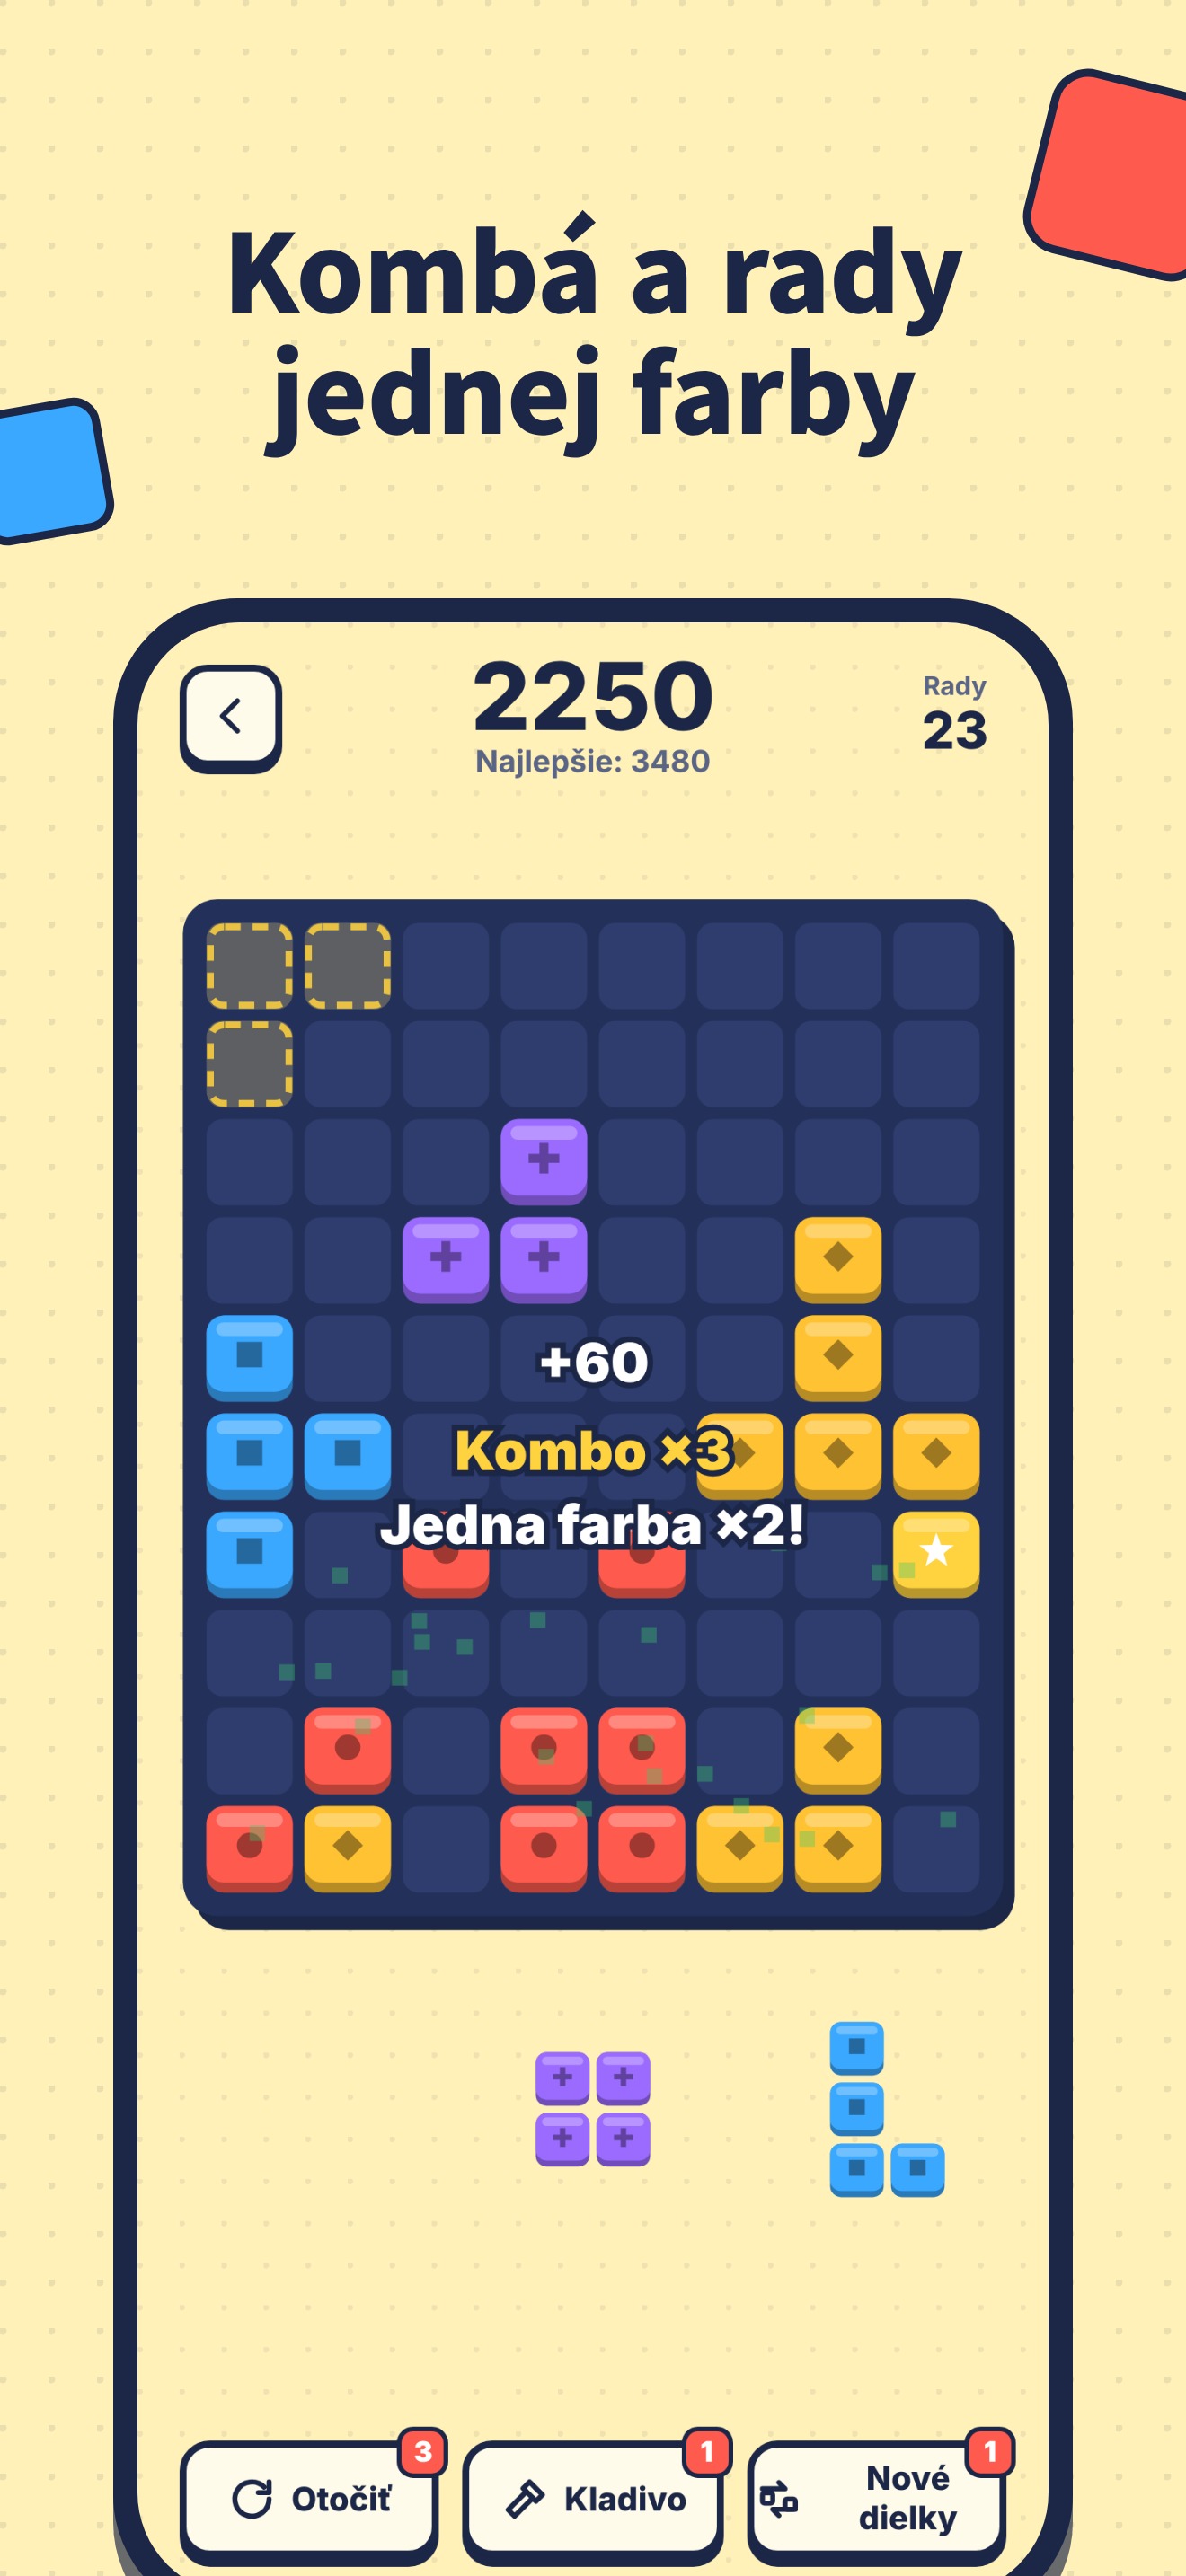 Kombá a rady
jednej farby
2250
Najlepšie: 3480
Rady
23
+60
Kombo ×3
Jedna farba ×2!
3
Otočiť
1
Kladivo
1
Nové
dielky